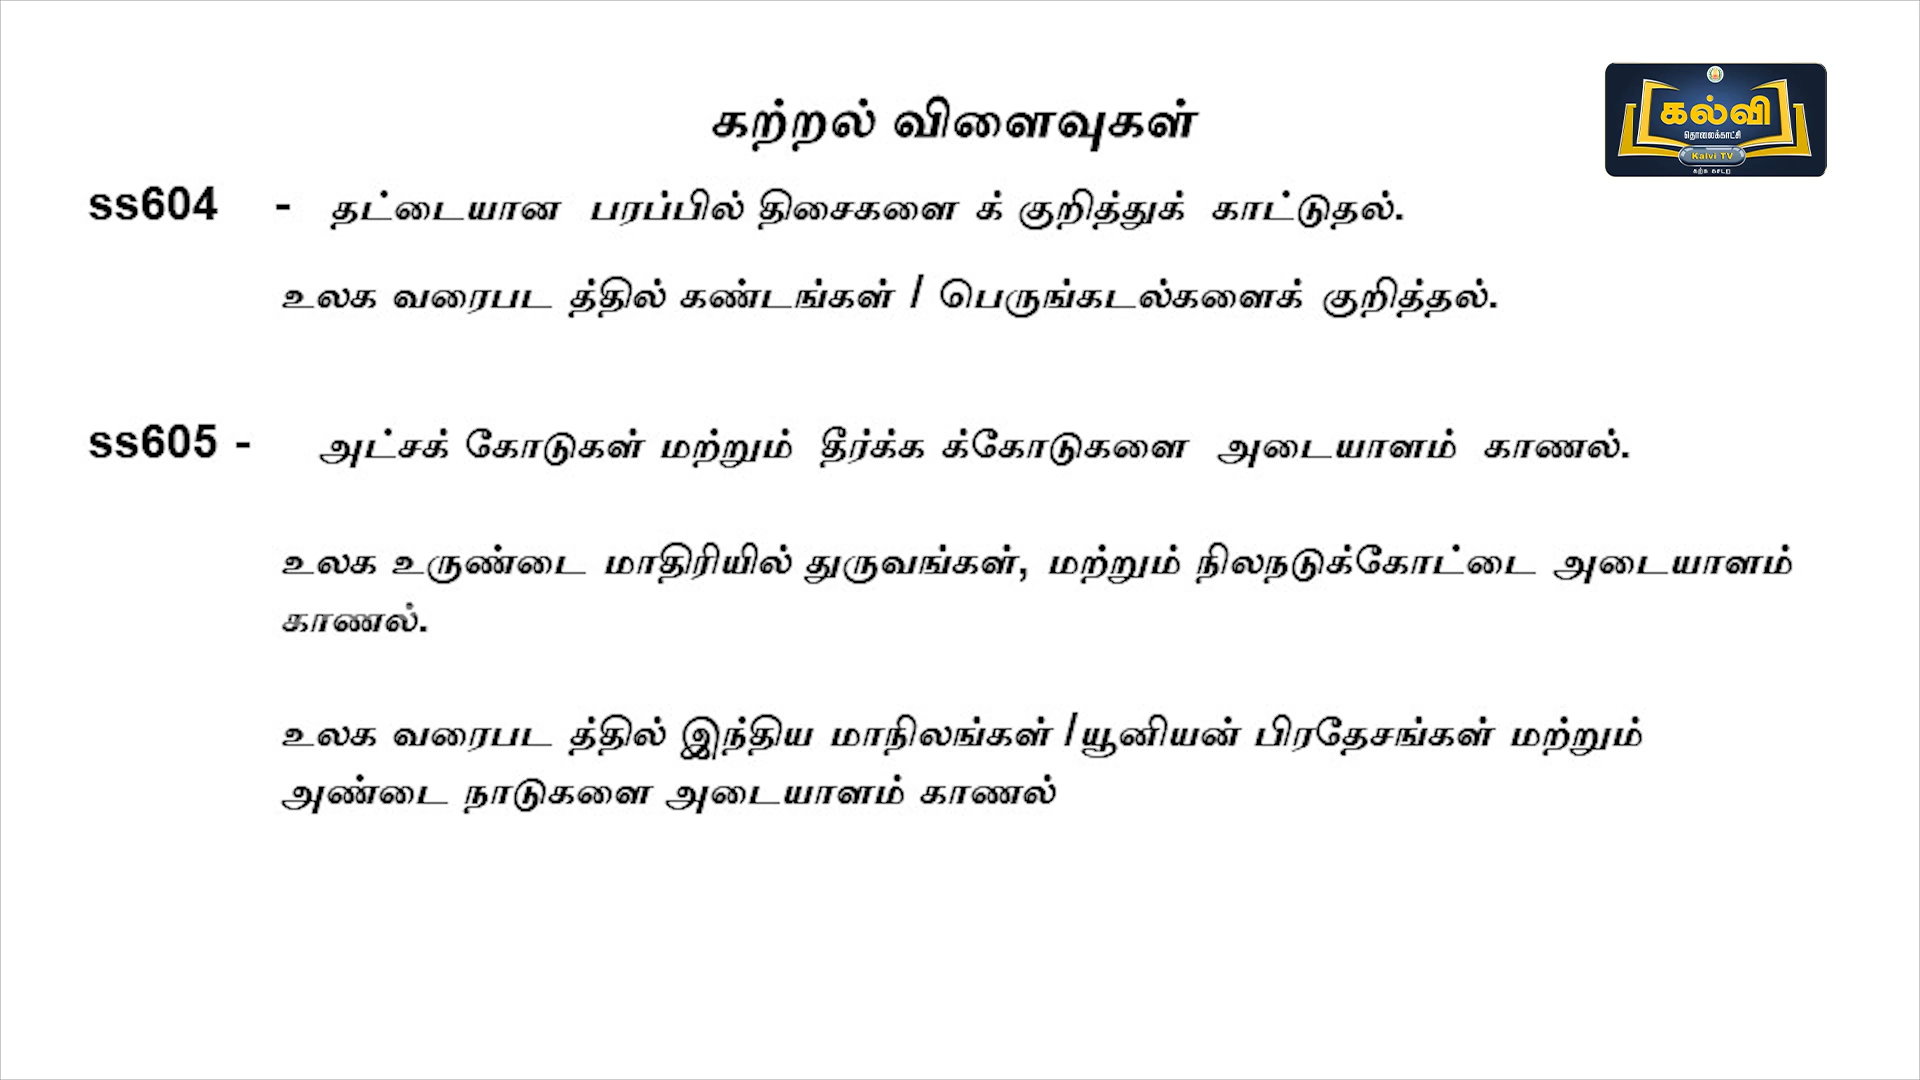 கற்றல் விளைவுகள்
கல்வி
தொலைக்காட்சி
Kalvi TV
கற்க கசடற
ss604 - தட்டையான பரப்பில் திசைகளை க் குறித்துக் காட்டுதல்.
உலக வரைபட த்தில் கண்டங்கள் / பெருங்கடல்களைக் குறித்தல்.
ss605 - அட்சக் கோடுகள் மற்றும் தீர்க்க க்கோடுகளை அடையாளம் காணல்.
உலக உருண்டை மாதிரியில் துருவங்கள், மற்றும் நிலநடுக்கோட்டை அடையாளம்
காணல்.
உலக வரைபட த்தில் இந்திய மாநிலங்கள் /யூனியன் பிரதேசங்கள் மற்றும்
அண்டை நாடுகளை அடையாளம் காணல்